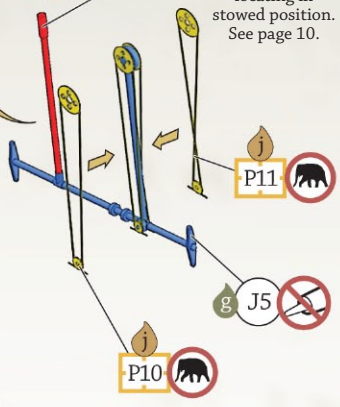 stowed position.
See page 10.
j
P11
g
J5
j
P10